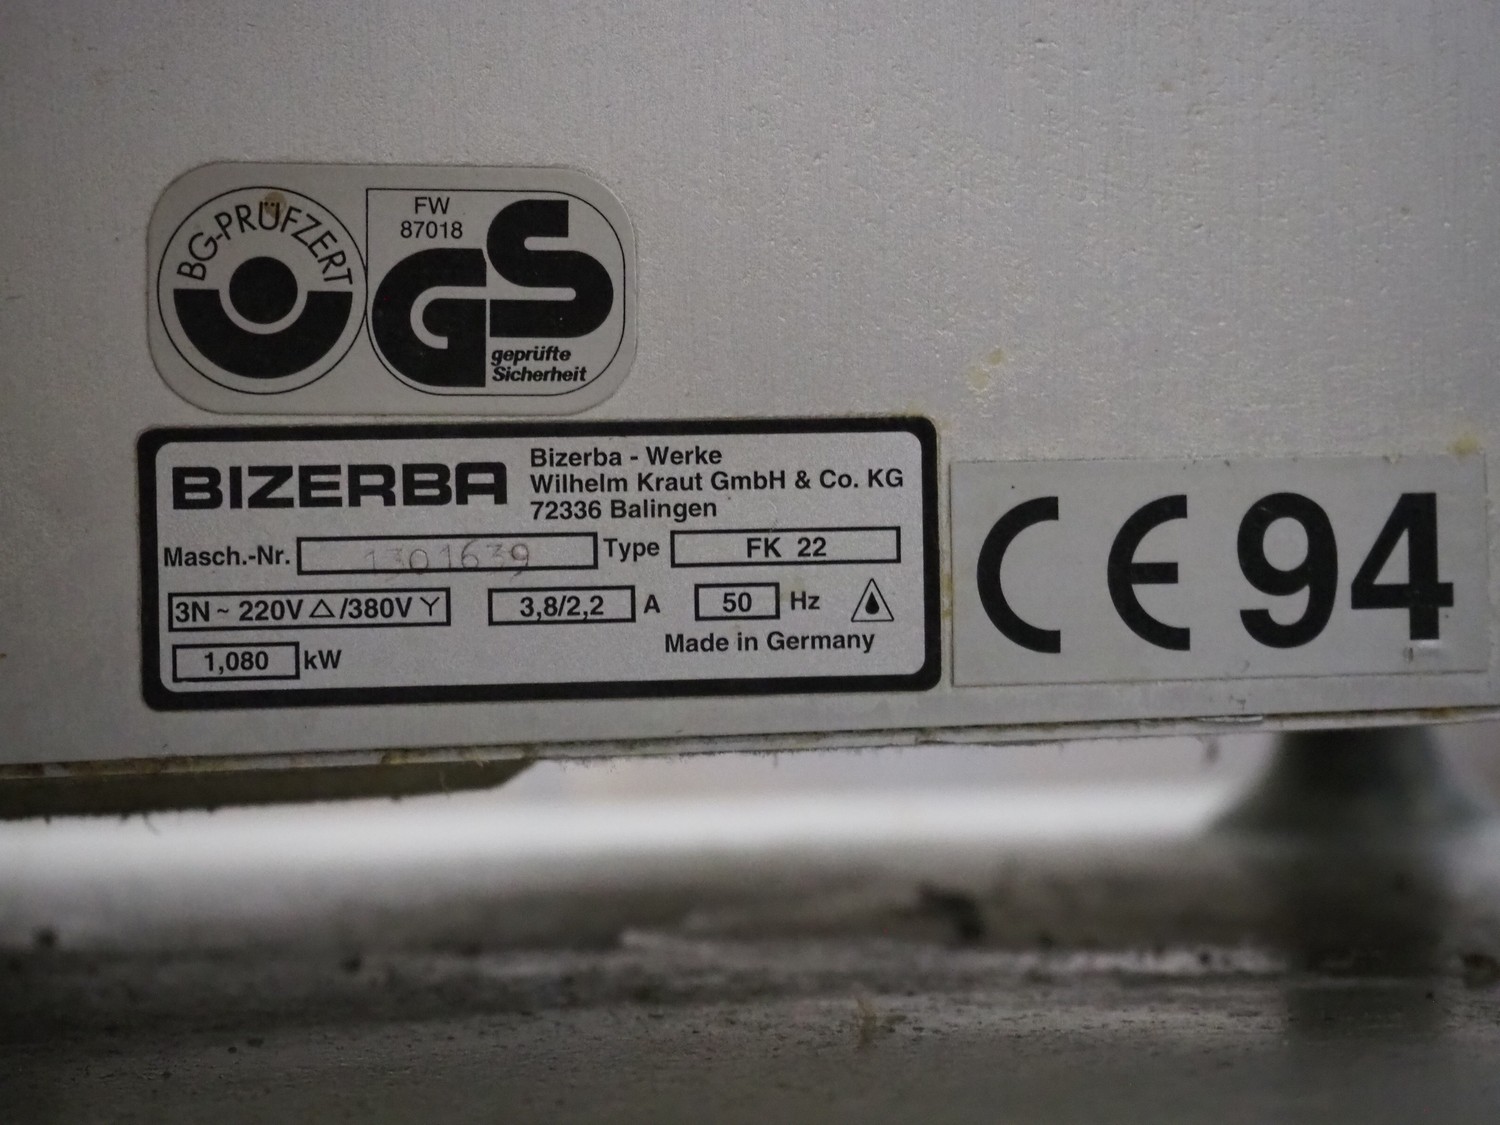 BG-PRÜFZERT
FW
87018
GS
geprüfte
Sicherheit
BIZERBA
Bizerba - Werke
Wilhelm Kraut GmbH & Co. KG
72336 Balingen
Masch.-Nr. 1301639 Type FK 22
3N ~ 220V △/380V Y 3,8/2,2 A 50 Hz
1,080 kW
Made in Germany
CE 94